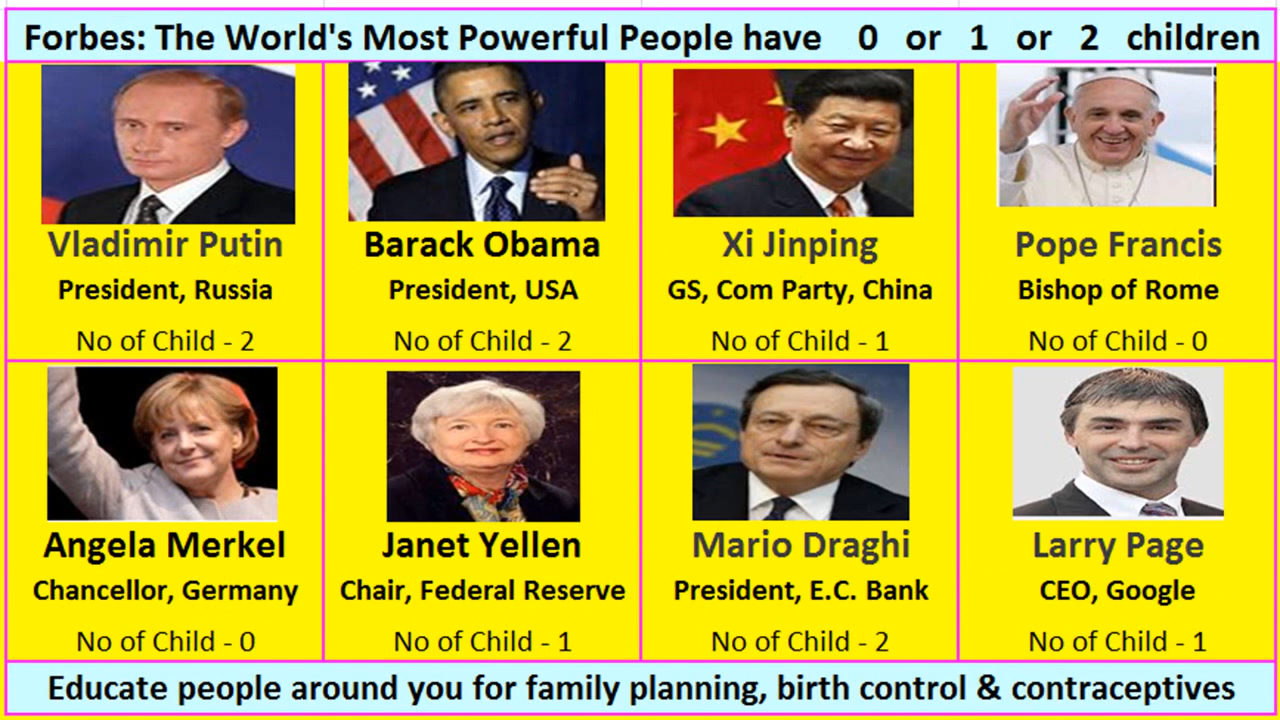 Forbes: The World's Most Powerful People have 0 or 1 or 2 children
Vladimir Putin
President, Russia
No of Child - 2
Barack Obama
President, USA
No of Child - 2
Xi Jinping
GS, Com Party, China
No of Child - 1
Pope Francis
Bishop of Rome
No of Child - 0
Angela Merkel
Chancellor, Germany
No of Child - 0
Janet Yellen
Chair, Federal Reserve
No of Child - 1
Mario Draghi
President, E.C. Bank
No of Child - 2
Larry Page
CEO, Google
No of Child - 1
Educate people around you for family planning, birth control & contraceptives